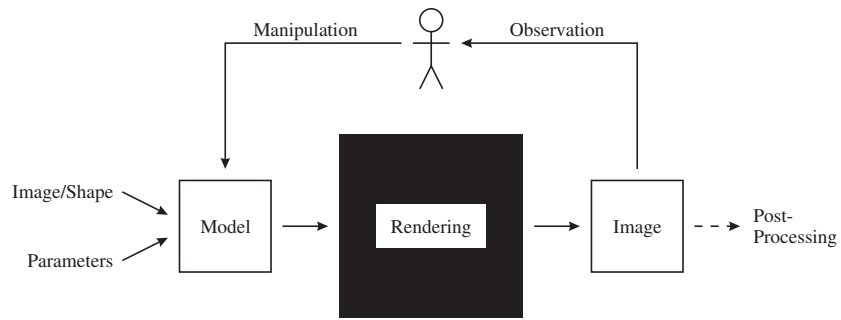 Manipulation
Observation
Image/Shape
Parameters
Model
Rendering
Image
Post-
Processing